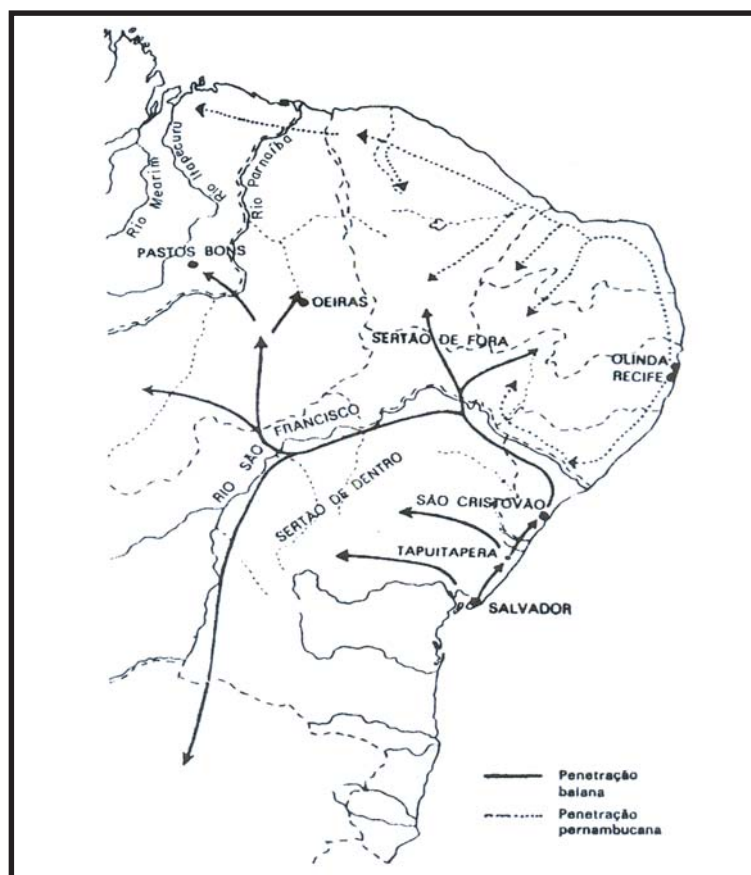 Rio Mearim
Rio Itapecuru
Rio Parnaíba
PASTOS BONS
OEIRAS
SERTÃO DE FORA
OLINDA
RECIFE
RIO SÃO FRANCISCO
SERTÃO DE DENTRO
SÃO CRISTOVÃO
TAPUITAPERA
SALVADOR
Penetração
baiana
Penetração
pernambucana